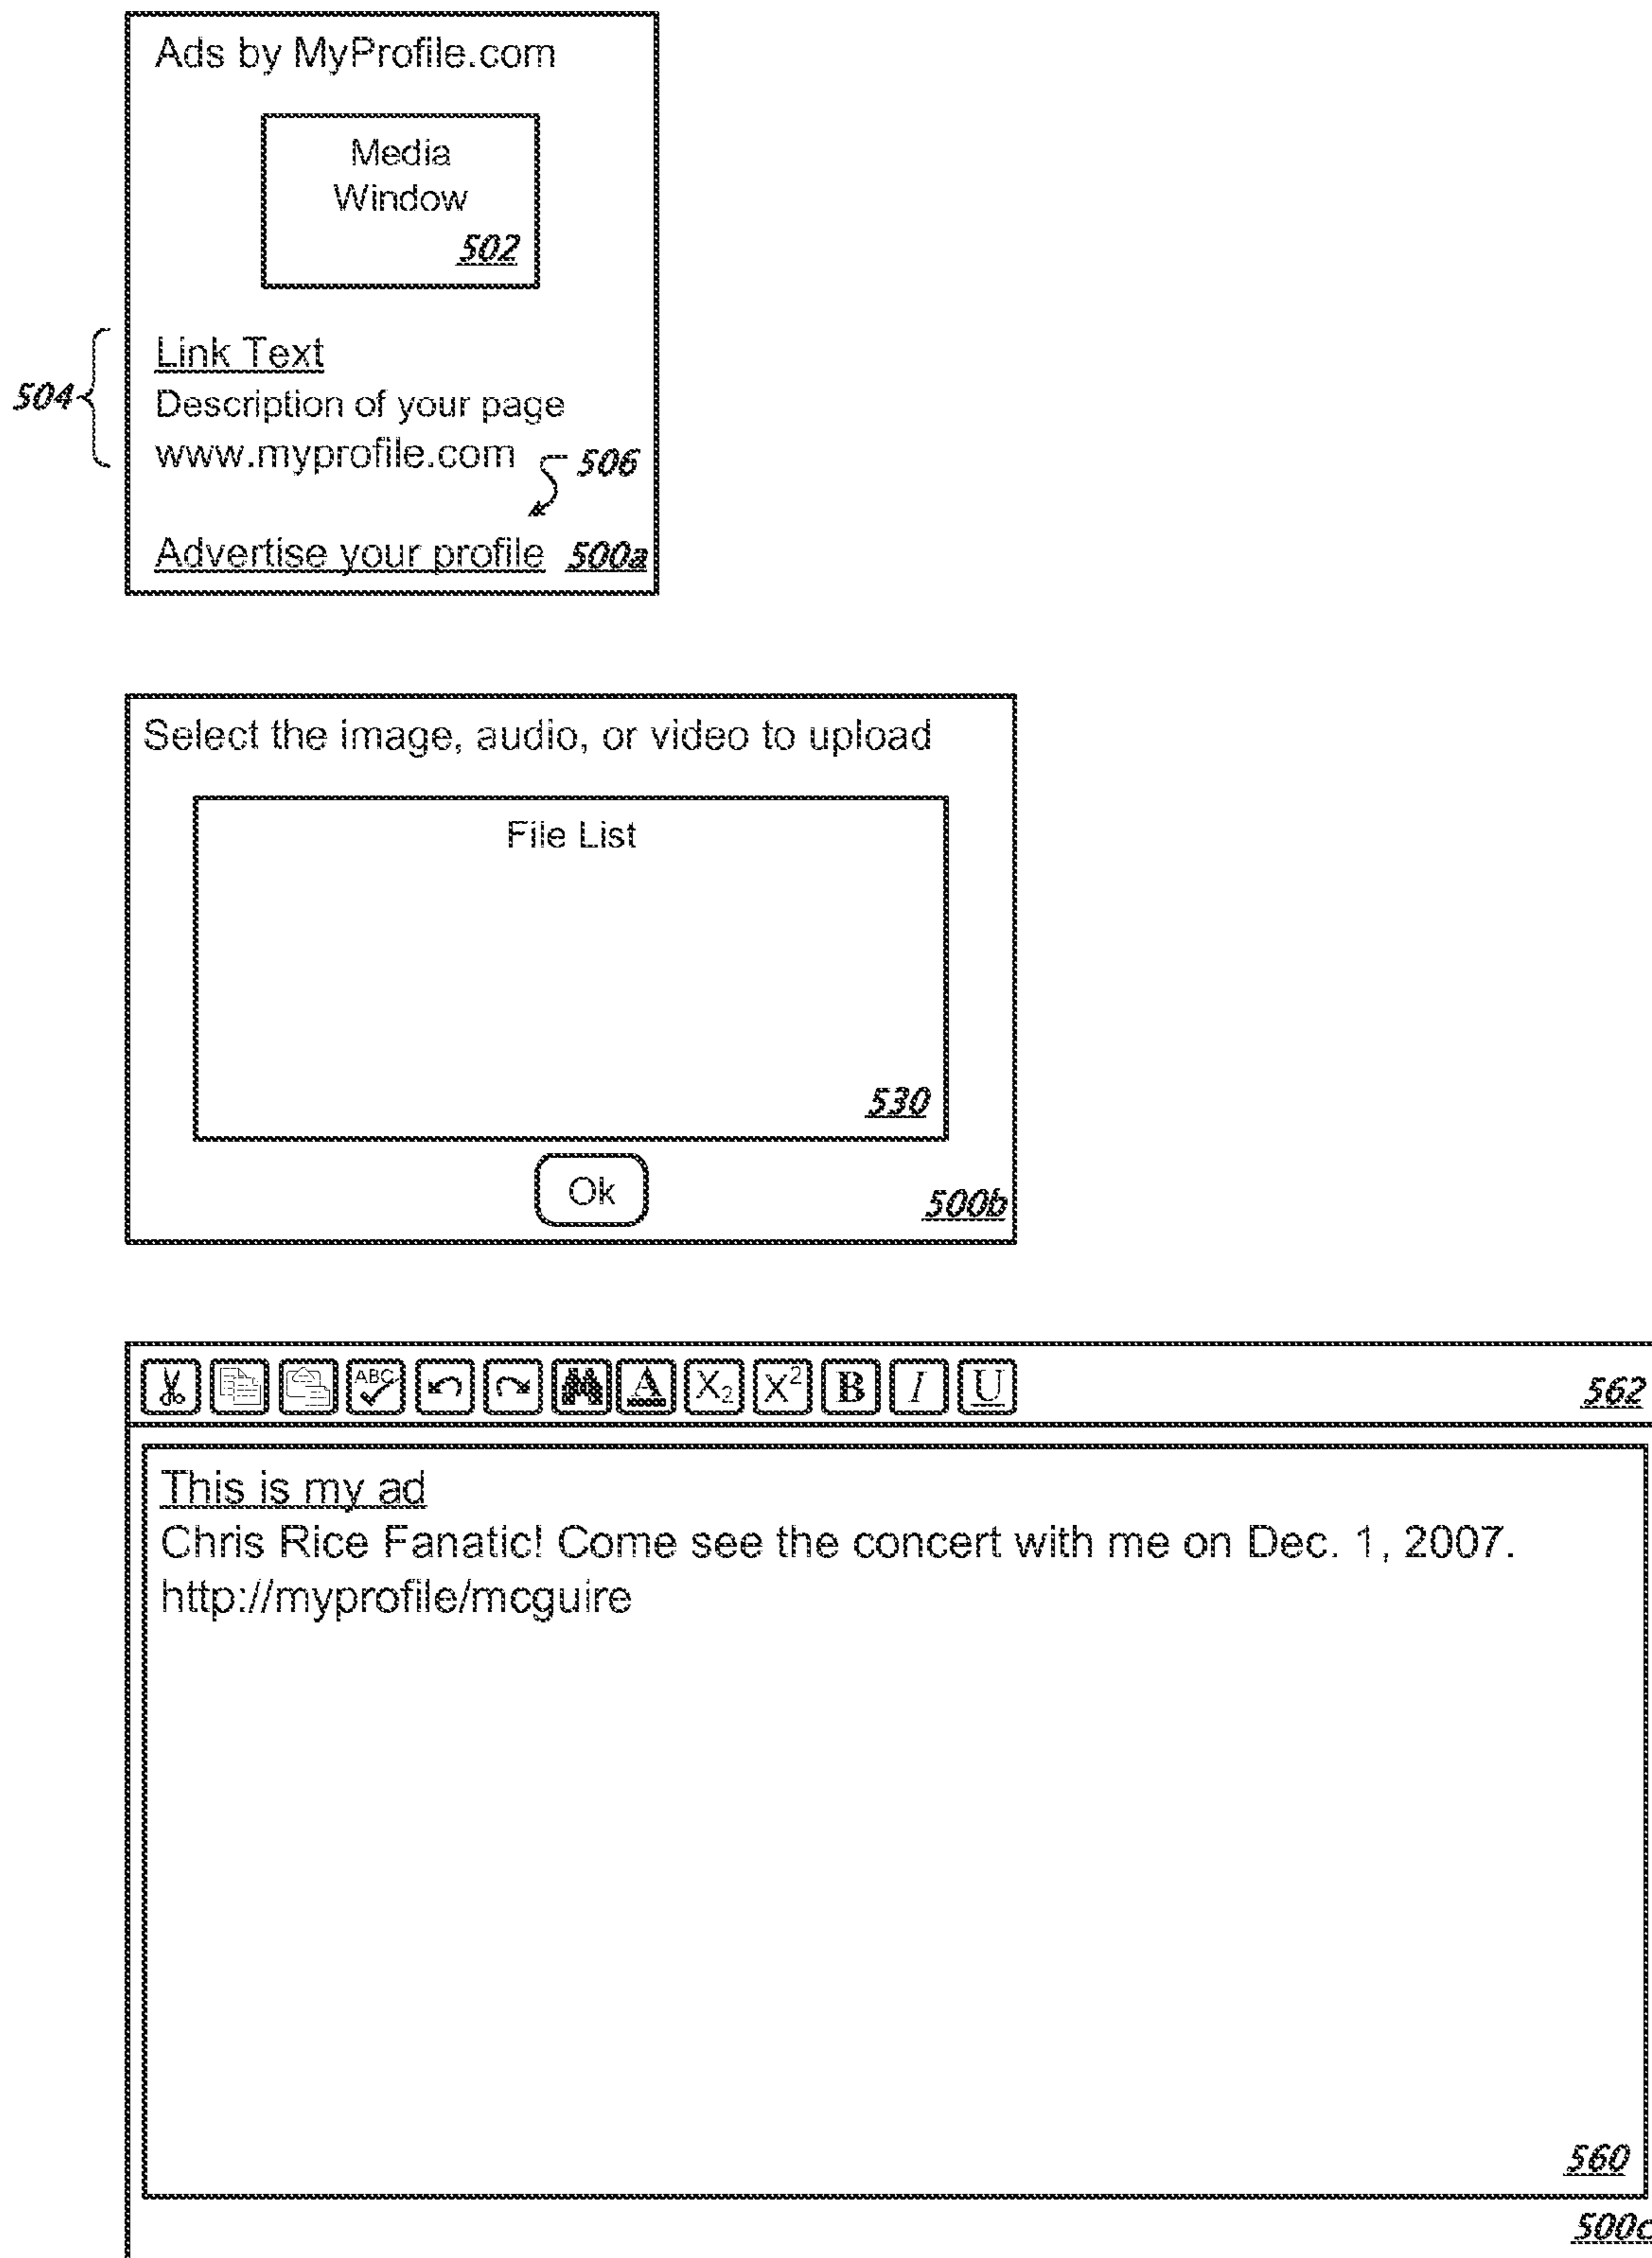 Ads by MyProfile.com
Media
Window
502
Link Text
504
Description of your page
www.myprofile.com
506
Advertise your profile 500a
Select the image, audio, or video to upload
File List
530
Ok
500b
ABC
A X2 X2 B I U
562
This is my ad
Chris Rice Fanatic! Come see the concert with me on Dec. 1, 2007.
http://myprofile/mcguire
560
500c